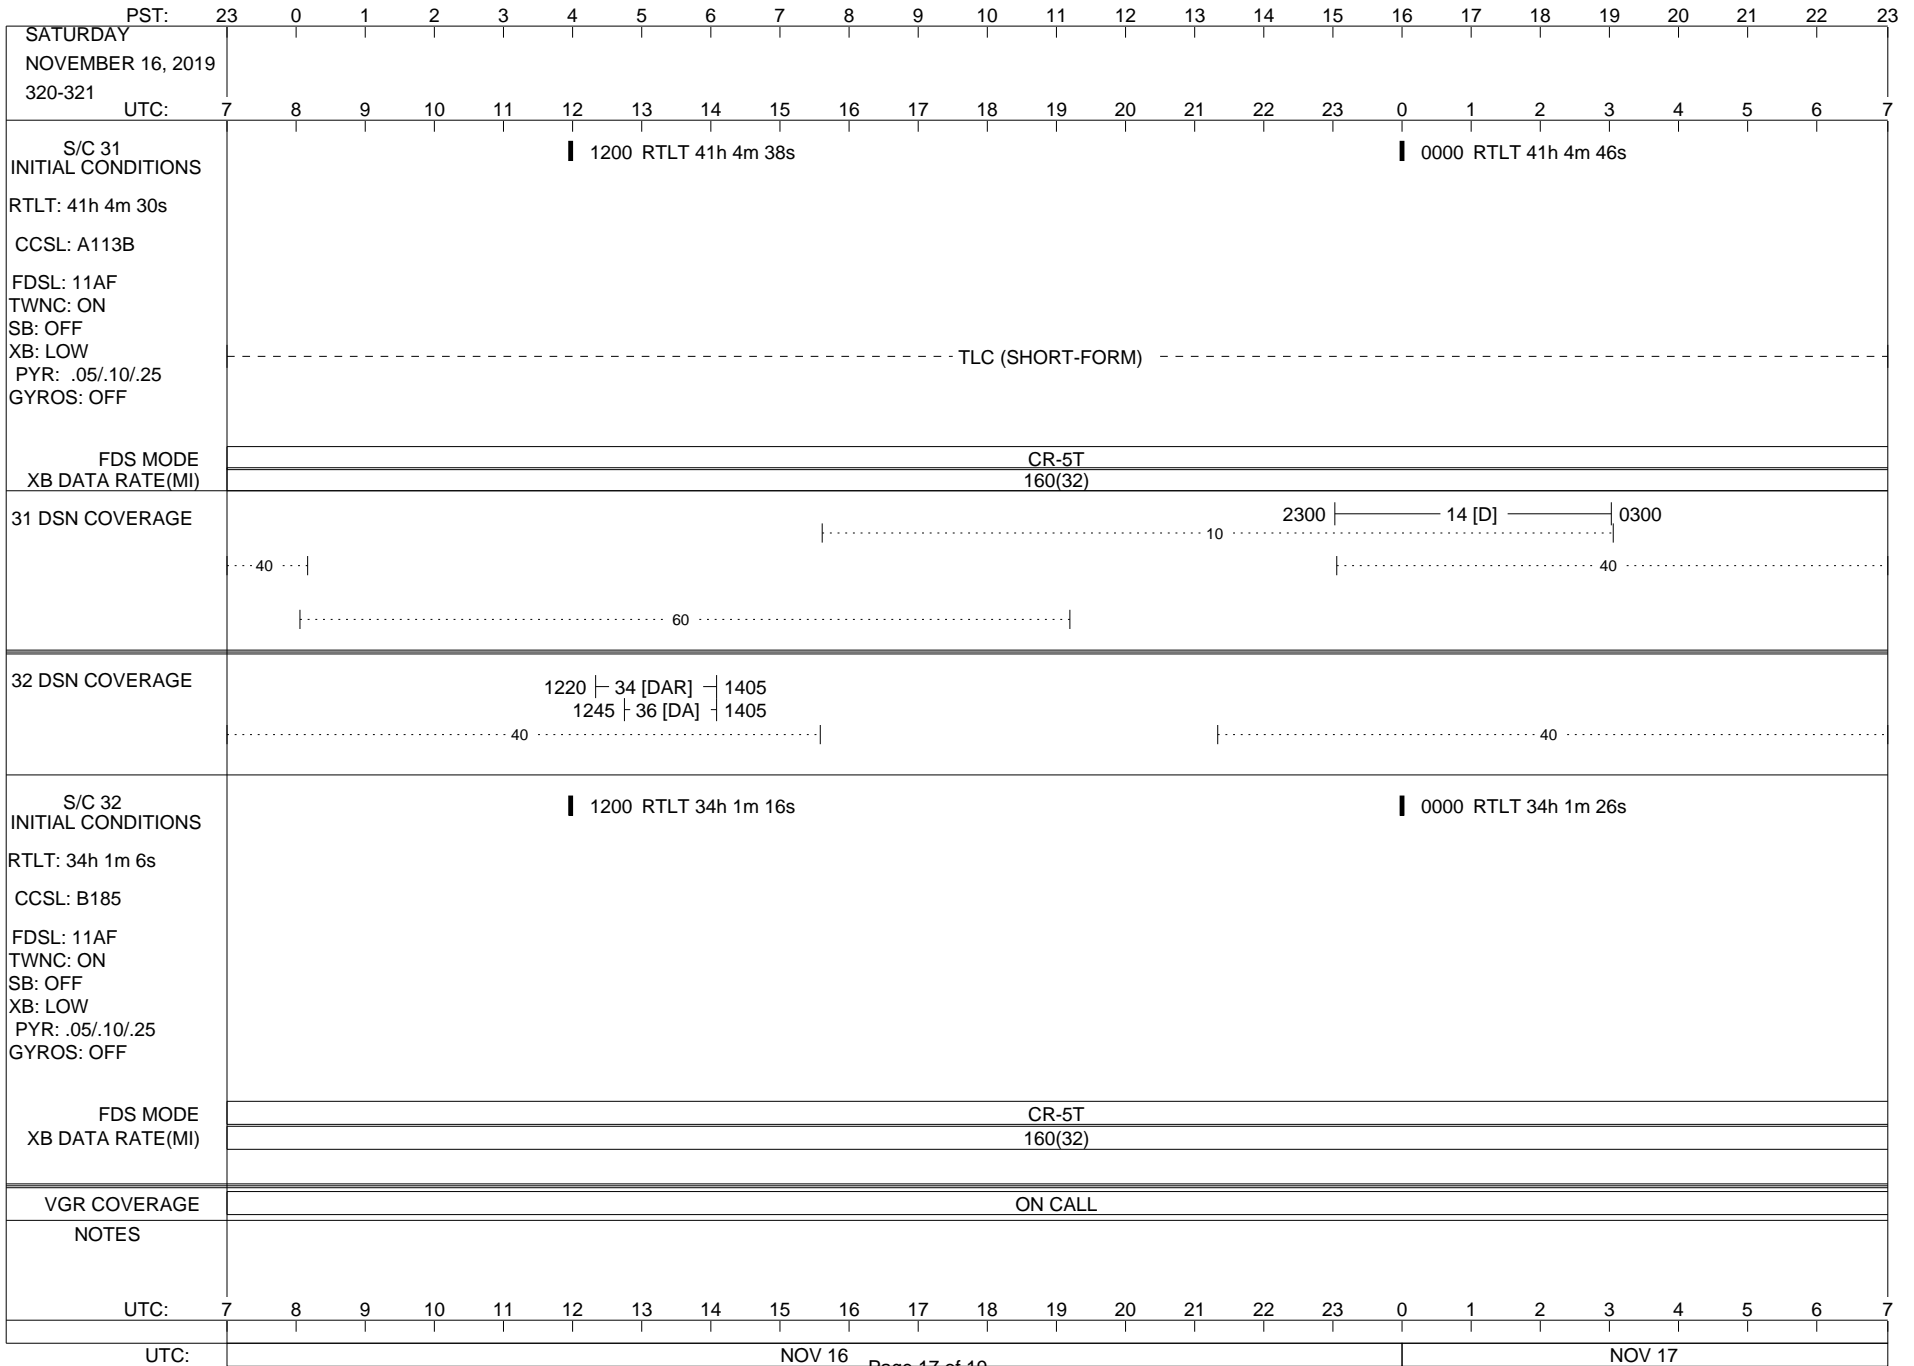 PST: 23 0 1 2 3 4 5 6 7 8 9 10 11 12 13 14 15 16 17 18 19 20 21 22 23
SATURDAY
NOVEMBER 16, 2019
320-321
UTC: 7 8 9 10 11 12 13 14 15 16 17 18 19 20 21 22 23 0 1 2 3 4 5 6 7
S/C 31
INITIAL CONDITIONS
1200 RTLT 41h 4m 38s
0000 RTLT 41h 4m 46s
RTLT: 41h 4m 30s
CCSL: A113B
FDSL: 11AF
TWNC: ON
SB: OFF
XB: LOW
TLC (SHORT-FORM)
PYR: .05/.10/.25
GYROS: OFF
FDS MODE CR-5T
XB DATA RATE(MI) 160(32)
31 DSN COVERAGE
2300 14 [D] 0300
10
40 40
60
32 DSN COVERAGE
1220 34 [DAR] 1405
1245 36 [DA] 1405
40 40
S/C 32
INITIAL CONDITIONS
1200 RTLT 34h 1m 16s
0000 RTLT 34h 1m 26s
RTLT: 34h 1m 6s
CCSL: B185
FDSL: 11AF
TWNC: ON
SB: OFF
XB: LOW
PYR: .05/.10/.25
GYROS: OFF
FDS MODE CR-5T
XB DATA RATE(MI) 160(32)
VGR COVERAGE ON CALL
NOTES
UTC: 7 8 9 10 11 12 13 14 15 16 17 18 19 20 21 22 23 0 1 2 3 4 5 6 7
UTC: NOV 16 NOV 17
Page 17 of 19